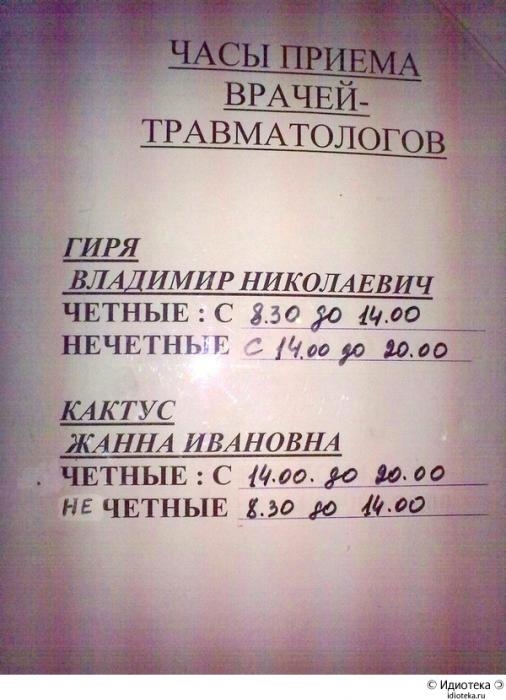 ЧАСЫ ПРИЕМА
ВРАЧЕЙ-
ТРАВМАТОЛОГОВ
ГИРЯ
ВЛАДИМИР НИКОЛАЕВИЧ
ЧЕТНЫЕ : С 8.30 до 14.00
НЕЧЕТНЫЕ С 14.00 до 20.00
КАКТУС
ЖАННА ИВАНОВНА
ЧЕТНЫЕ : С 14.00. до 20.00
НЕ ЧЕТНЫЕ 8.30 до 14.00
© Идиотека
idioteka.ru